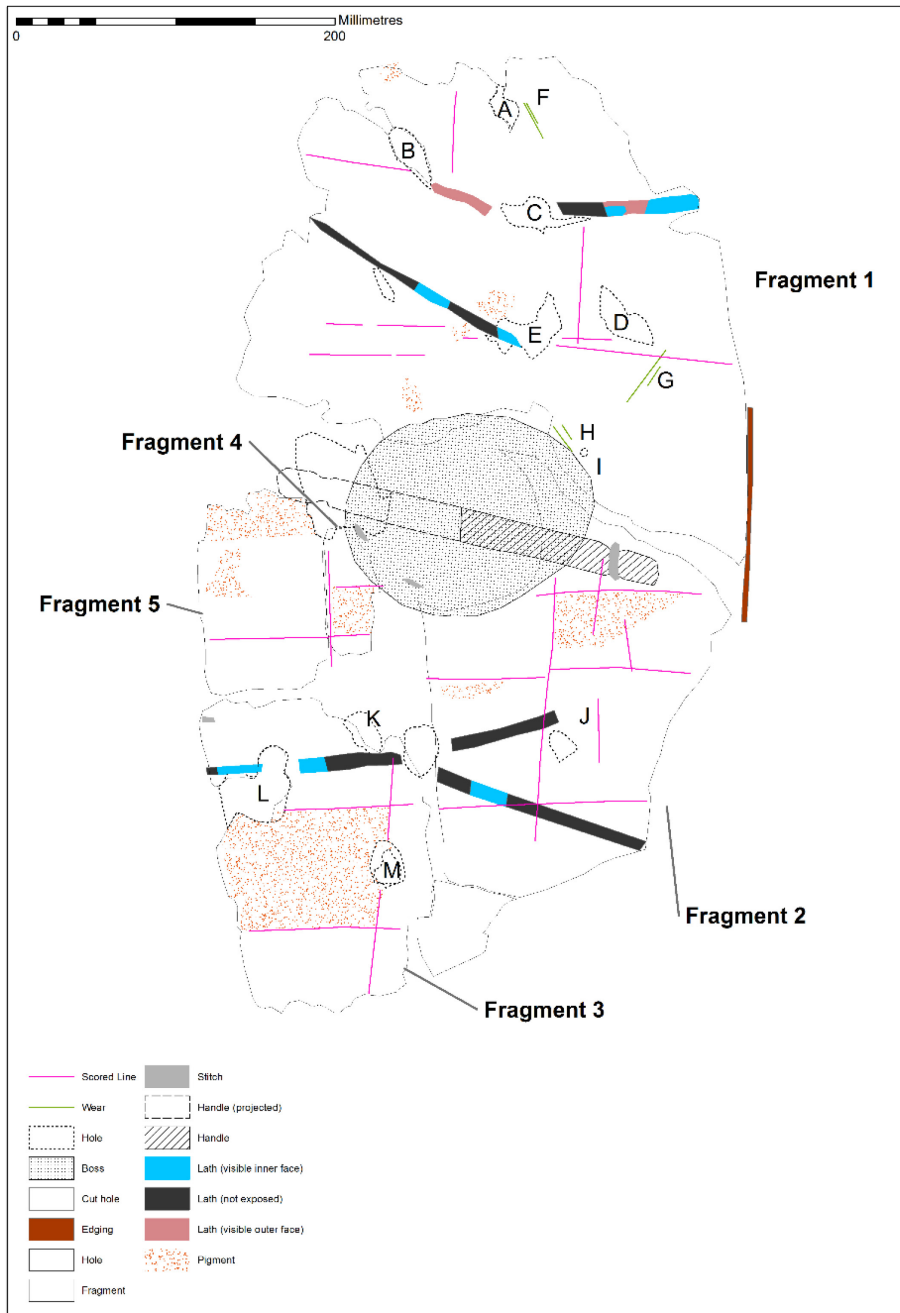 Millimetres
0 200
A
F
B
C
Fragment 1
D
E
G
H
Fragment 4
I
Fragment 5
K
J
L
M
Fragment 2
Fragment 3
Scored Line
Stitch
Wear
Handle (projected)
Hole
Handle
Boss
Lath (visible inner face)
Cut hole
Lath (not exposed)
Edging
Lath (visible outer face)
Hole
Pigment
Fragment